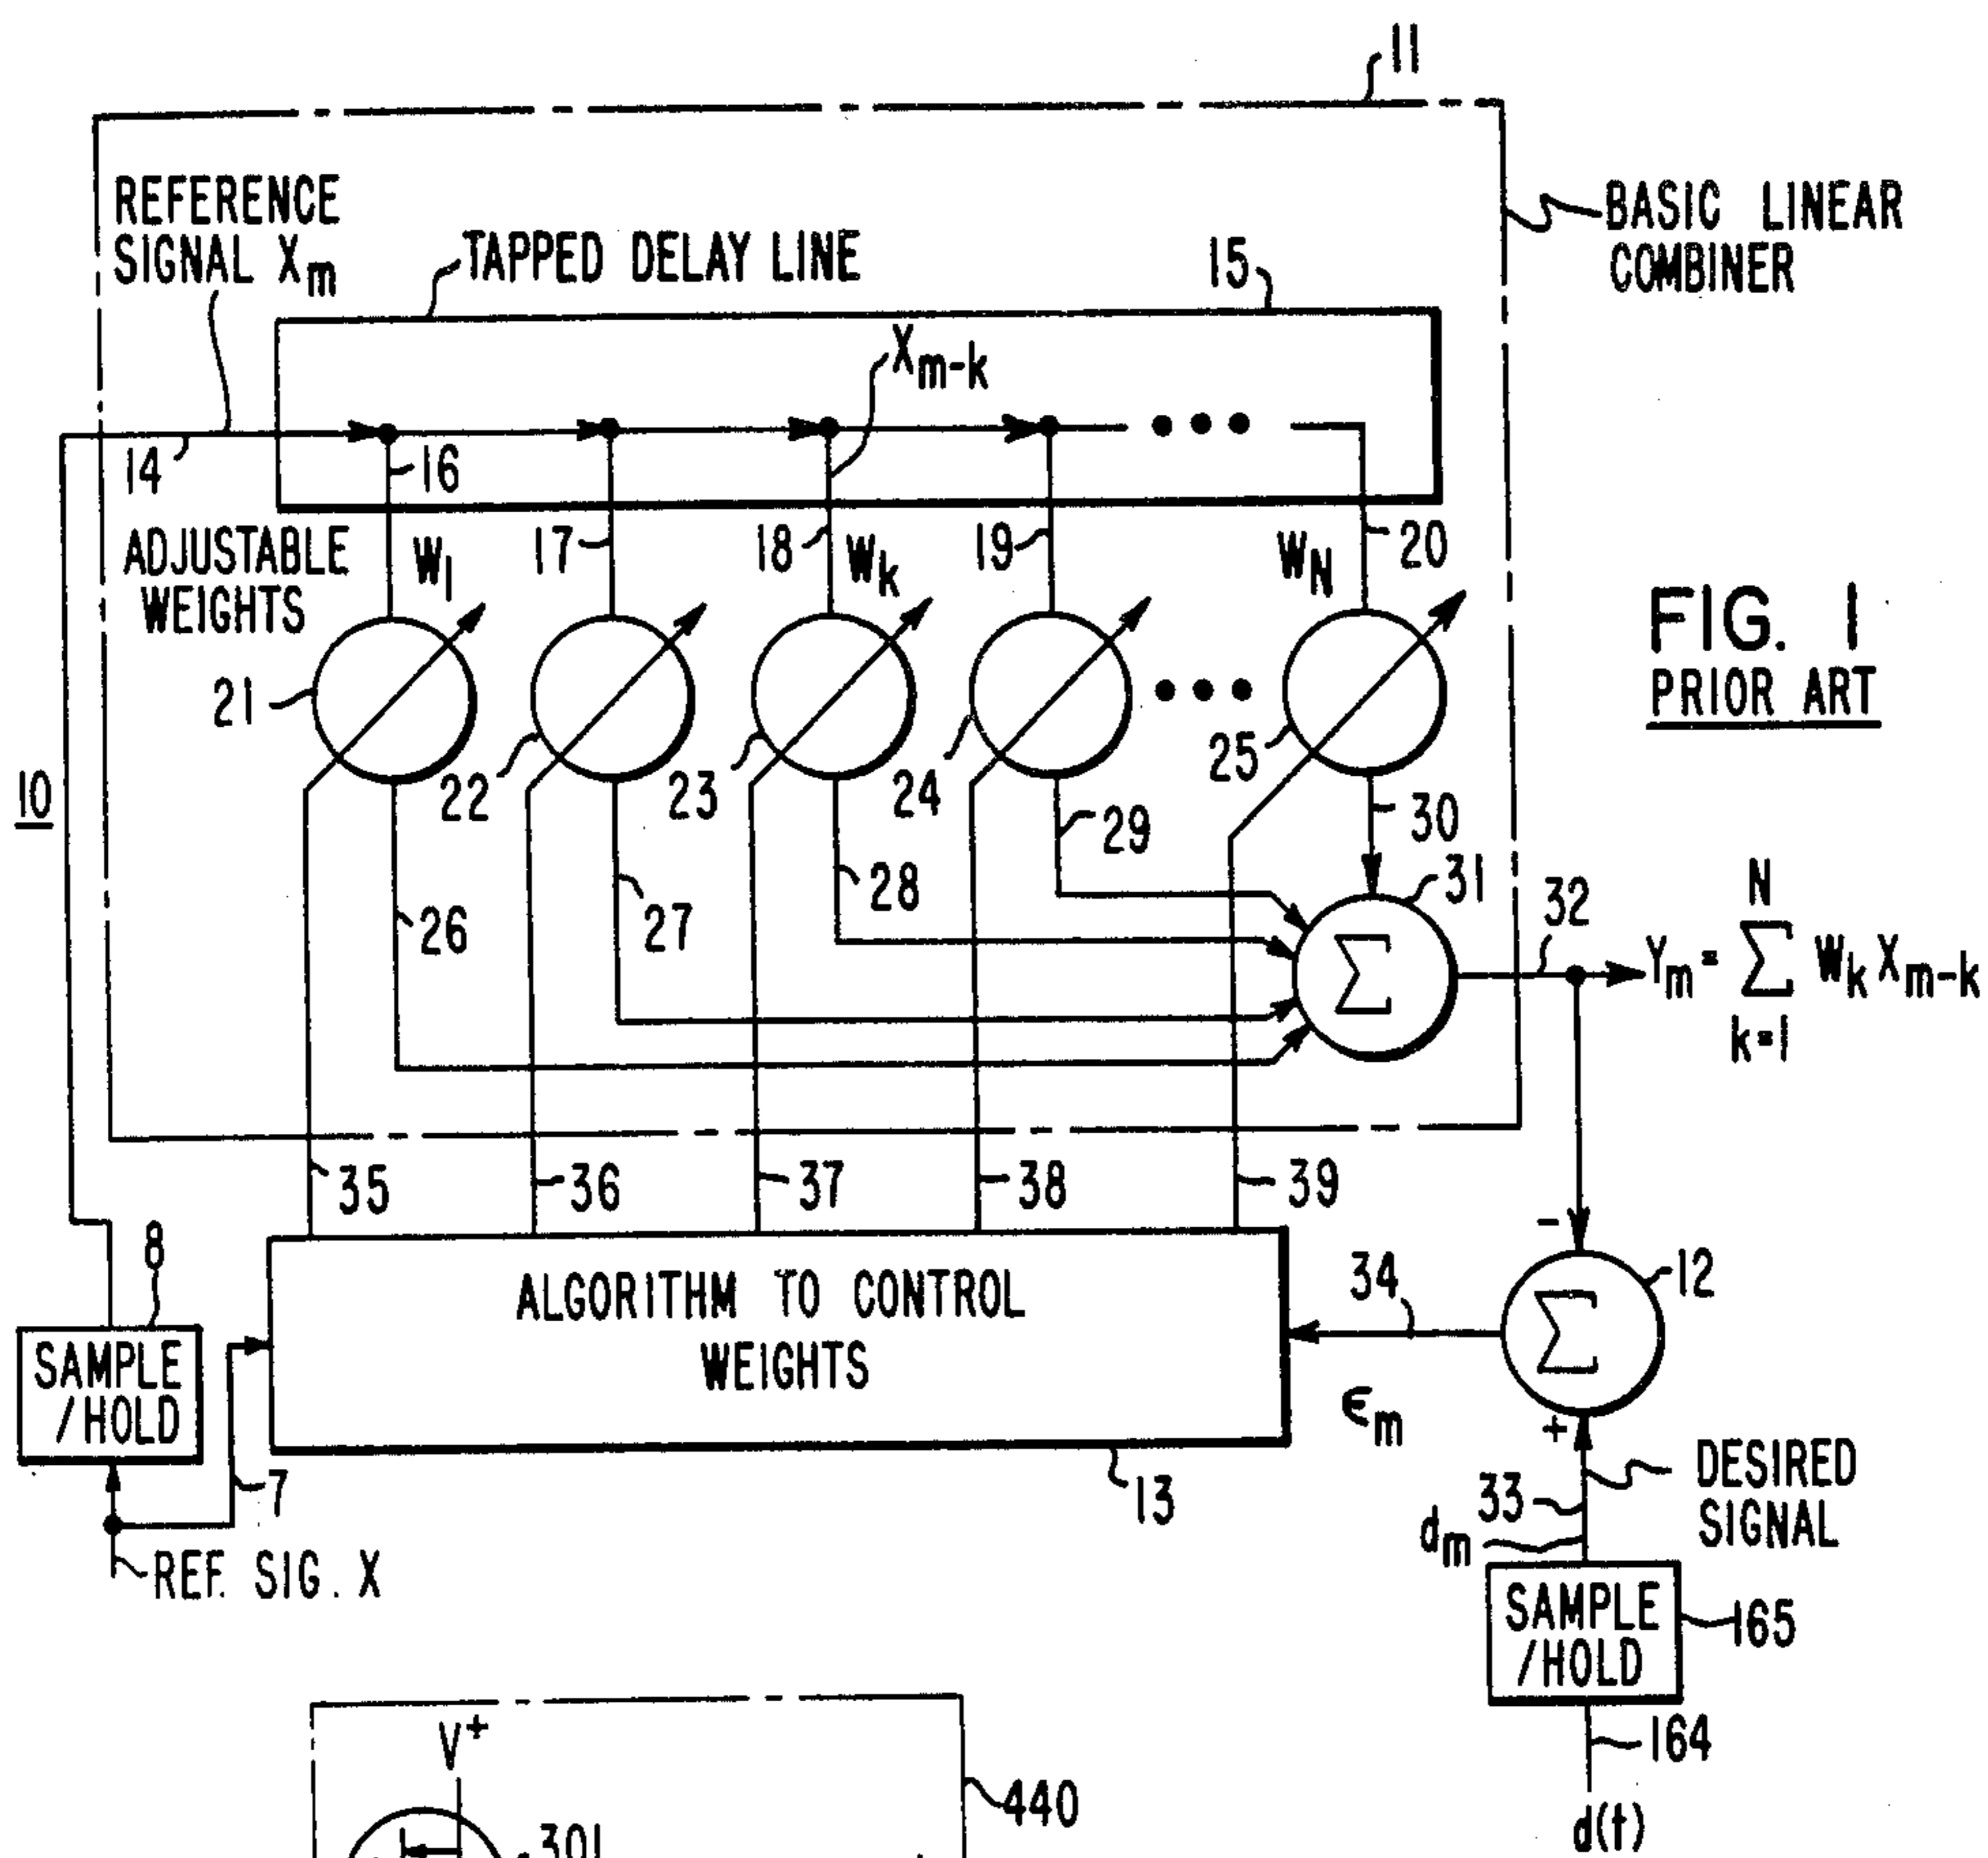 11
REFERENCE
SIGNAL Xm
TAPPED DELAY LINE
15
BASIC LINEAR
COMBINER
Xm-k
14
16
ADJUSTABLE
WEIGHTS
W1
17
18
Wk
19
WN
20
FIG. 1
PRIOR ART
21
22
23
24
25
10
26
27
28
29
30
31
32
Ym = N Σ k=1 Wk Xm-k
Σ
35
36
37
38
39
8
SAMPLE
/HOLD
ALGORITHM TO CONTROL
WEIGHTS
34
-
12
Σ
ϵm
+
7
13
33
DESIRED
SIGNAL
dm
REF. SIG. X
SAMPLE
/HOLD
165
164
d(t)
V+
440
301